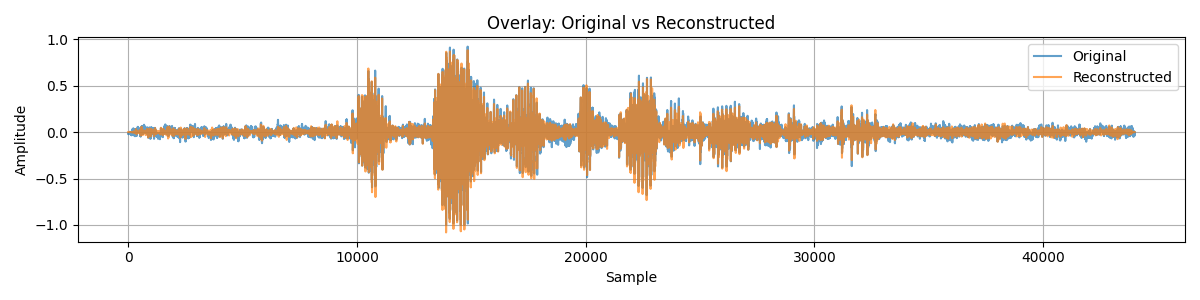 Overlay: Original vs Reconstructed
1.0
0.5
0.0
−0.5
−1.0
Amplitude
Original
Reconstructed
0
10000
20000
30000
40000
Sample